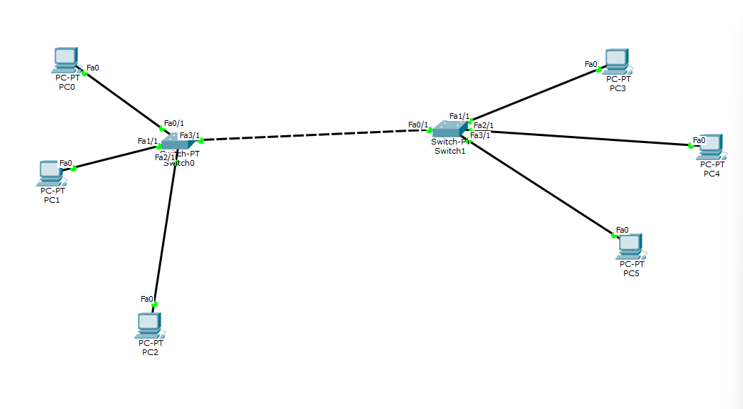 Fa0
PC-PT
PC0
Fa0/1
Fa1/1
Fa3/1
Fa2/1
Switch-PT
Switch0
Fa0
PC-PT
PC1
Fa0
PC-PT
PC2
Fa0/1
Fa1/1
Fa2/1
Fa3/1
Switch-PT
Switch1
Fa0
PC-PT
PC3
Fa0
PC-PT
PC4
Fa0
PC-PT
PC5